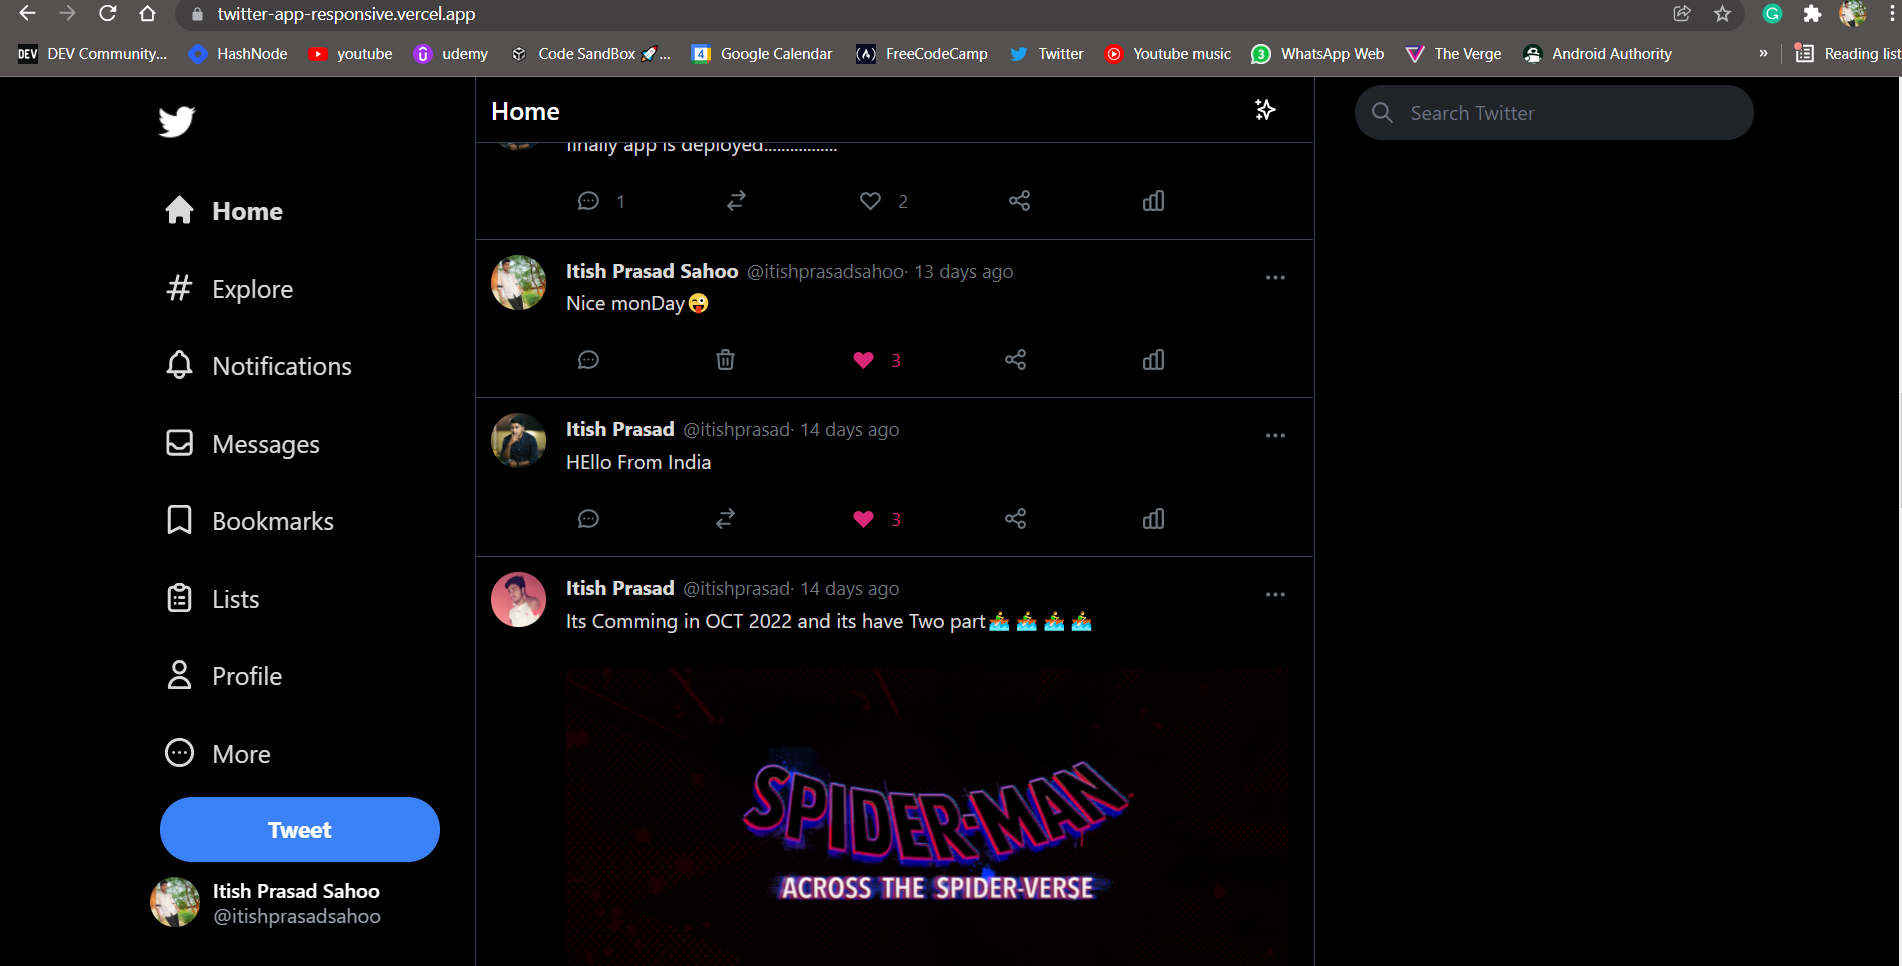 twitter-app-responsive.vercel.app
DEV DEV Community... HashNode youtube udemy Code SandBox 🚀... 4 Google Calendar FreeCodeCamp Twitter Youtube music 3 WhatsApp Web The Verge Android Authority » Reading list
Home
Search Twitter
finally app is deployed.................
1 2
Home
Explore
Notifications
Messages
Bookmarks
Lists
Profile
More
Tweet
Itish Prasad Sahoo
@itishprasadsahoo
Itish Prasad Sahoo @itishprasadsahoo· 13 days ago
Nice monDay😜
3
Itish Prasad @itishprasad· 14 days ago
HEllo From India
3
Itish Prasad @itishprasad· 14 days ago
Its Comming in OCT 2022 and its have Two part🚣🚣🚣🚣
SPIDER-MAN
ACROSS THE SPIDER-VERSE